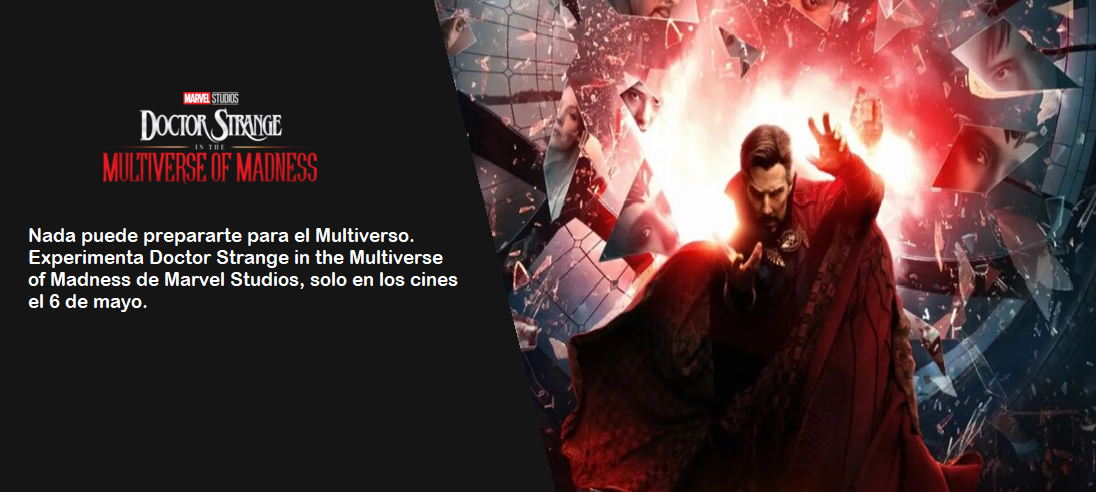 MARVEL STUDIOS
DOCTOR STRANGE
IN THE
MULTIVERSE OF MADNESS
Nada puede prepararte para el Multiverso.
Experimenta Doctor Strange in the Multiverse
of Madness de Marvel Studios, solo en los cines
el 6 de mayo.